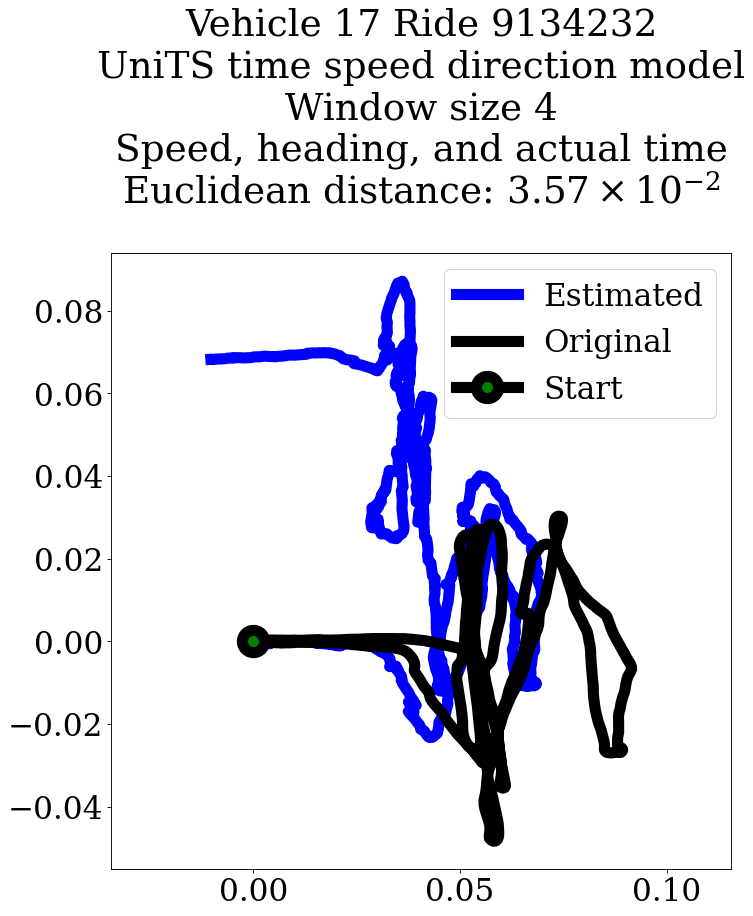 Vehicle 17 Ride 9134232
UniTS time speed direction model
Window size 4
Speed, heading, and actual time
Euclidean distance: 3.57 × 10⁻²
Estimated
Original
Start
0.08
0.06
0.04
0.02
0.00
−0.02
−0.04
0.00 0.05 0.10